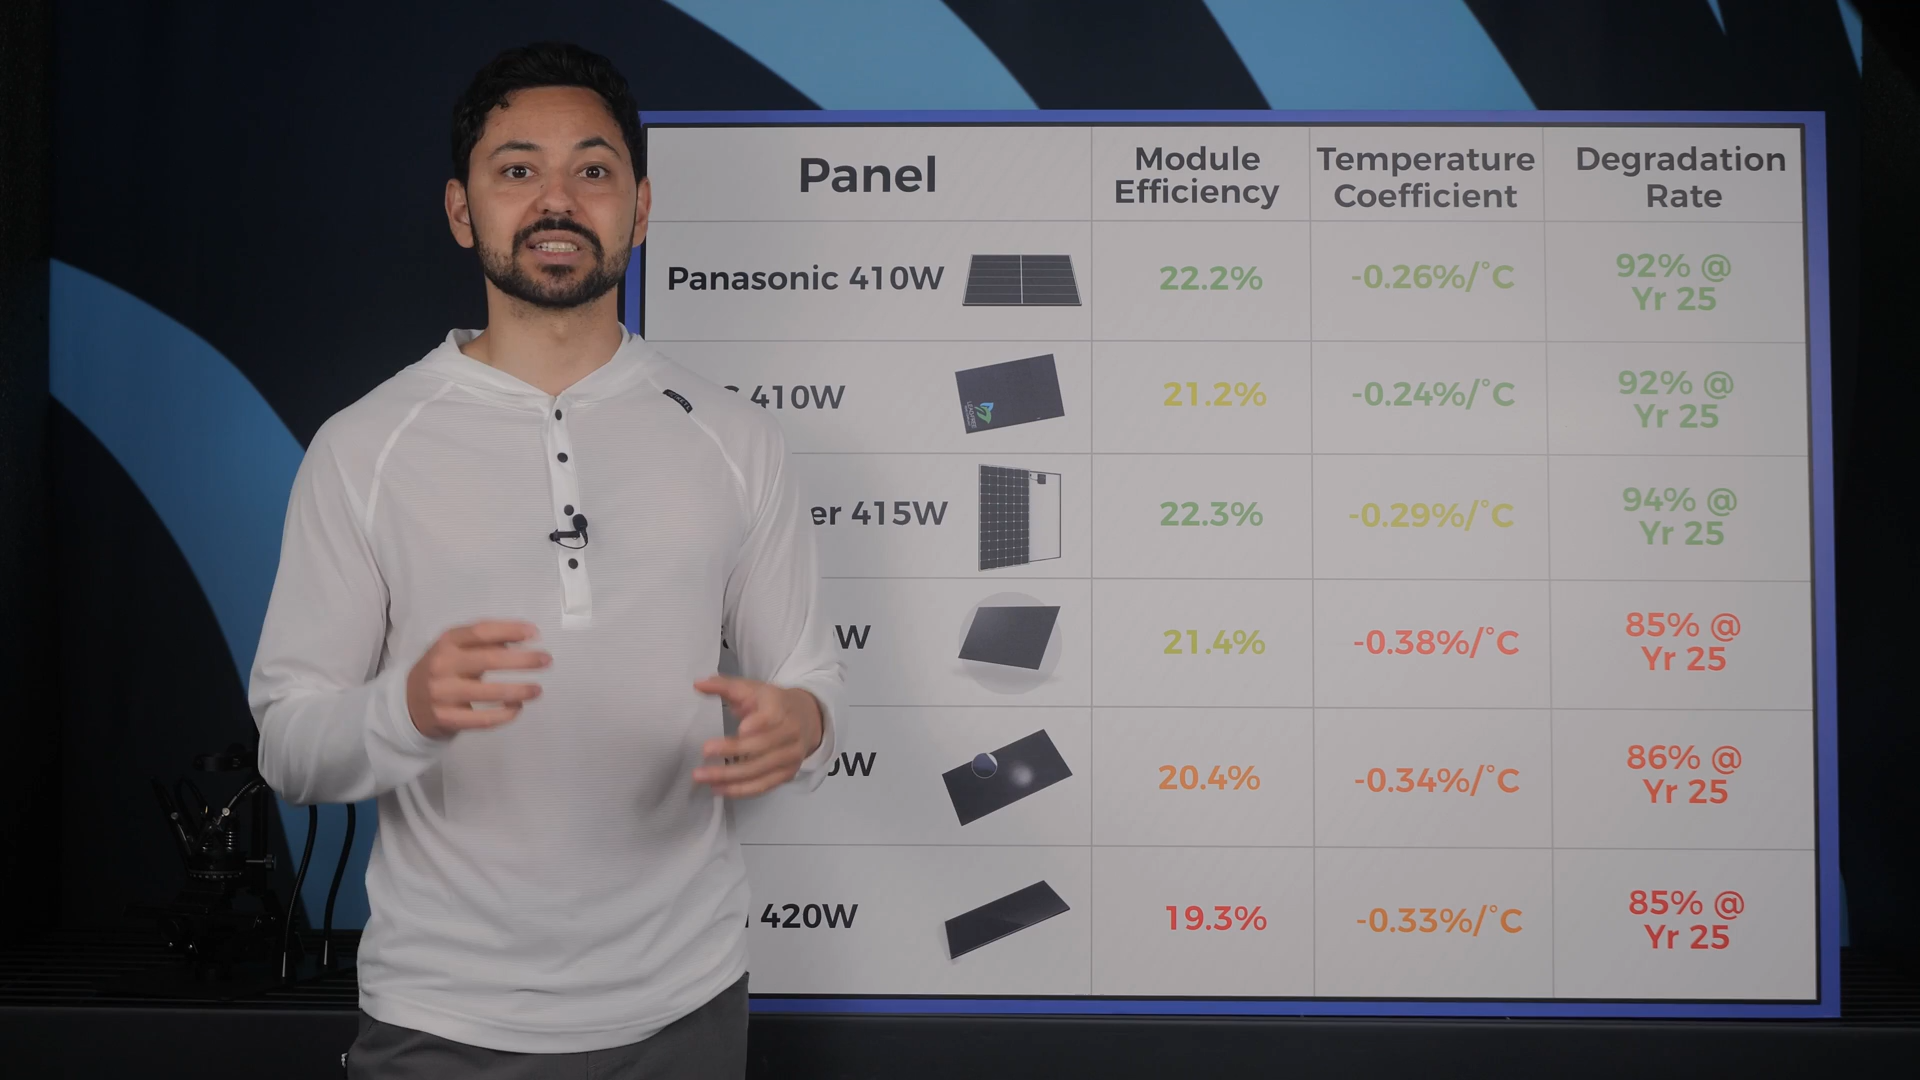 Panel
Module
Efficiency
Temperature
Coefficient
Degradation
Rate
Panasonic 410W
22.2%
-0.26%/°C
92% @
Yr 25
410W
21.2%
-0.24%/°C
92% @
Yr 25
er 415W
22.3%
-0.29%/°C
94% @
Yr 25
W
21.4%
-0.38%/°C
85% @
Yr 25
0W
20.4%
-0.34%/°C
86% @
Yr 25
420W
19.3%
-0.33%/°C
85% @
Yr 25